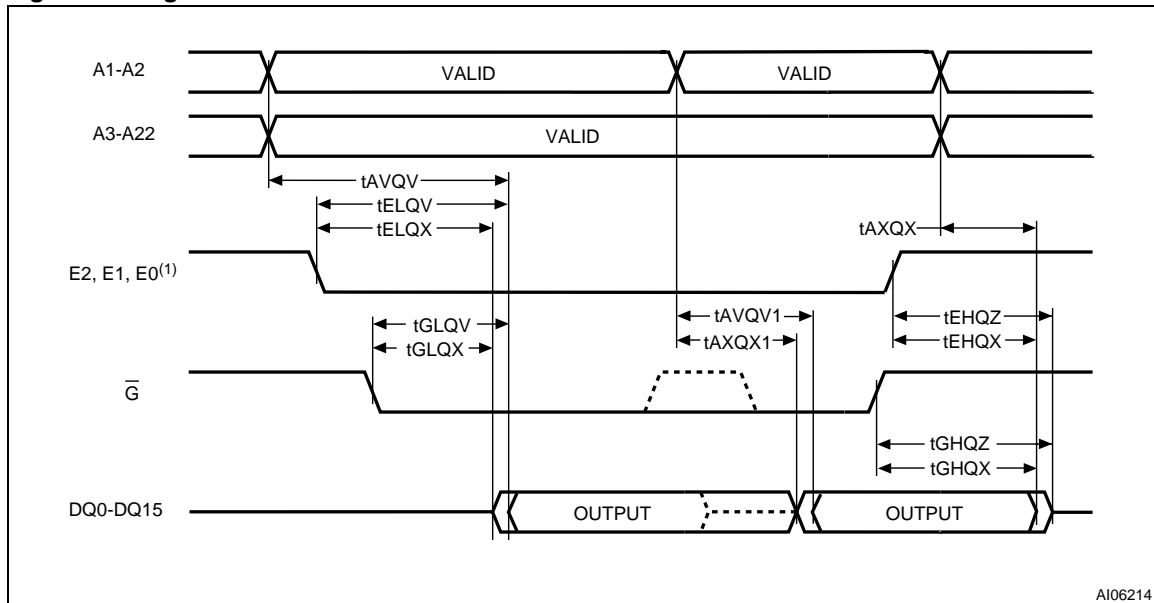 A1-A2
VALID
VALID
A3-A22
VALID
tAVQV
tELQV
tELQX
tAXQX
E2, E1, E0(1)
tGLQV
tGLQX
tAVQV1
tAXQX1
tEHQZ
tEHQX
G
tGHQZ
tGHQX
DQ0-DQ15
OUTPUT
OUTPUT
AI06214